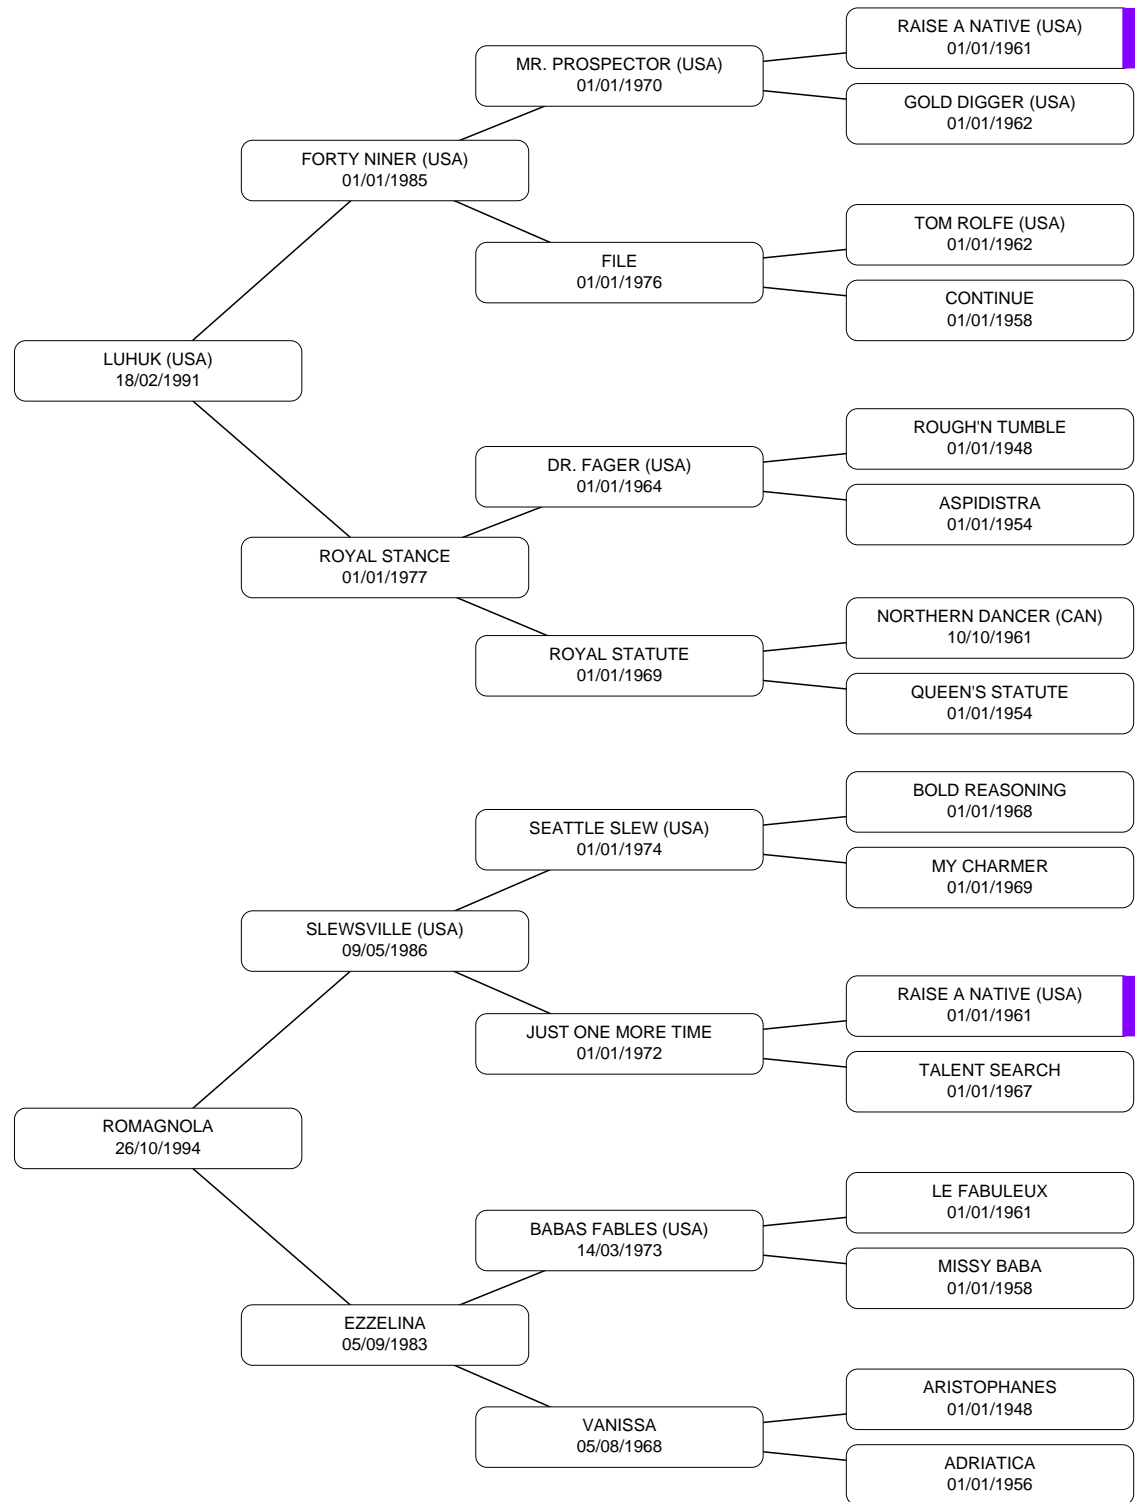 RAISE A NATIVE (USA)
01/01/1961
MR. PROSPECTOR (USA)
01/01/1970
GOLD DIGGER (USA)
01/01/1962
FORTY NINER (USA)
01/01/1985
TOM ROLFE (USA)
01/01/1962
FILE
01/01/1976
CONTINUE
01/01/1958
LUHUK (USA)
18/02/1991
ROUGH'N TUMBLE
01/01/1948
DR. FAGER (USA)
01/01/1964
ASPIDISTRA
01/01/1954
ROYAL STANCE
01/01/1977
NORTHERN DANCER (CAN)
10/10/1961
ROYAL STATUTE
01/01/1969
QUEEN'S STATUTE
01/01/1954
BOLD REASONING
01/01/1968
SEATTLE SLEW (USA)
01/01/1974
MY CHARMER
01/01/1969
SLEWSVILLE (USA)
09/05/1986
RAISE A NATIVE (USA)
01/01/1961
JUST ONE MORE TIME
01/01/1972
TALENT SEARCH
01/01/1967
ROMAGNOLA
26/10/1994
LE FABULEUX
01/01/1961
BABAS FABLES (USA)
14/03/1973
MISSY BABA
01/01/1958
EZZELINA
05/09/1983
ARISTOPHANES
01/01/1948
VANISSA
05/08/1968
ADRIATICA
01/01/1956